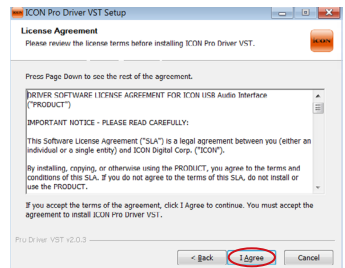 ICON Pro Driver VST Setup
License Agreement
Please review the license terms before installing ICON Pro Driver VST.
ICON
Press Page Down to see the rest of the agreement.
DRIVER SOFTWARE LICENSE AGREEMENT FOR ICON USB Audio Interface
("PRODUCT")
IMPORTANT NOTICE - PLEASE READ CAREFULLY:
This Software License Agreement ("SLA") is a legal agreement between you (either an
individual or a single entity) and ICON Digital Corp. ("ICON").
By installing, copying, or otherwise using the PRODUCT, you agree to the terms and
conditions of this SLA. If you do not agree to the terms of this SLA, do not install or
use the PRODUCT.
If you accept the terms of the agreement, click I Agree to continue. You must accept the
agreement to install ICON Pro Driver VST.
Pro Driver VST v2.0.3
< Back
I Agree
Cancel